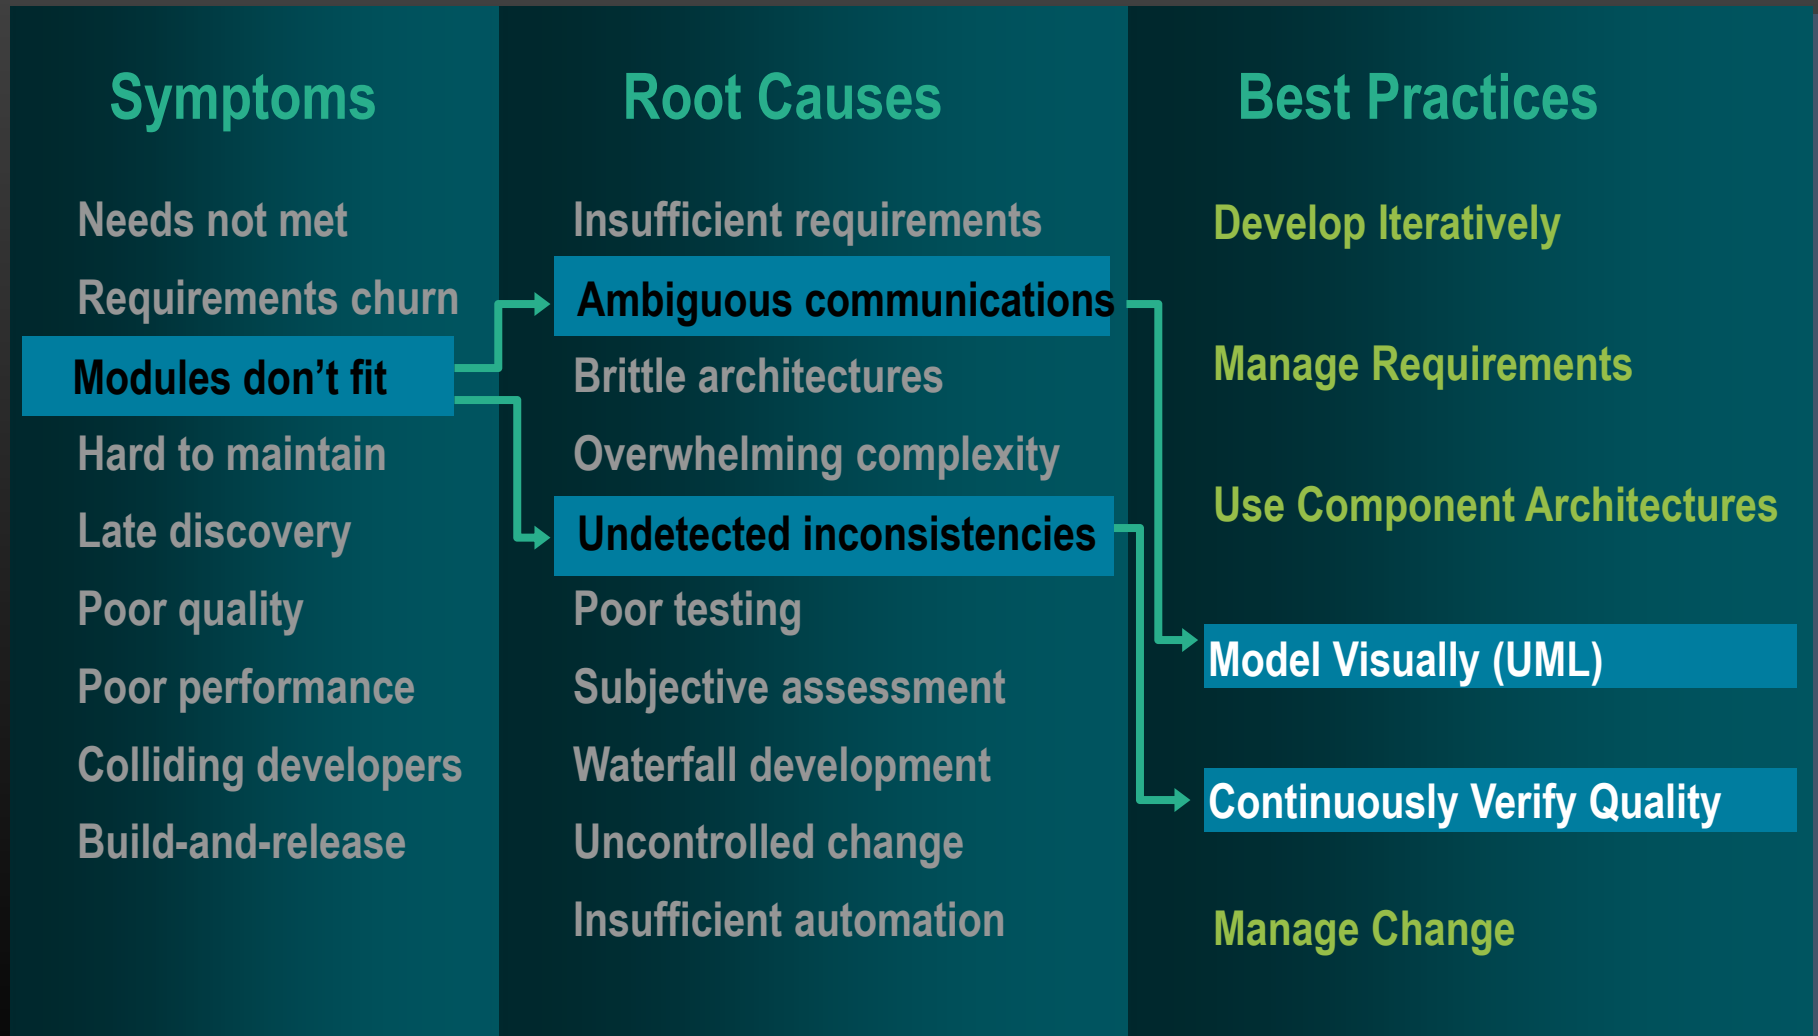 Symptoms
Needs not met
Requirements churn
Modules don’t fit
Hard to maintain
Late discovery
Poor quality
Poor performance
Colliding developers
Build-and-release
Root Causes
Insufficient requirements
Ambiguous communications
Brittle architectures
Overwhelming complexity
Undetected inconsistencies
Poor testing
Subjective assessment
Waterfall development
Uncontrolled change
Insufficient automation
Best Practices
Develop Iteratively
Manage Requirements
Use Component Architectures
Model Visually (UML)
Continuously Verify Quality
Manage Change